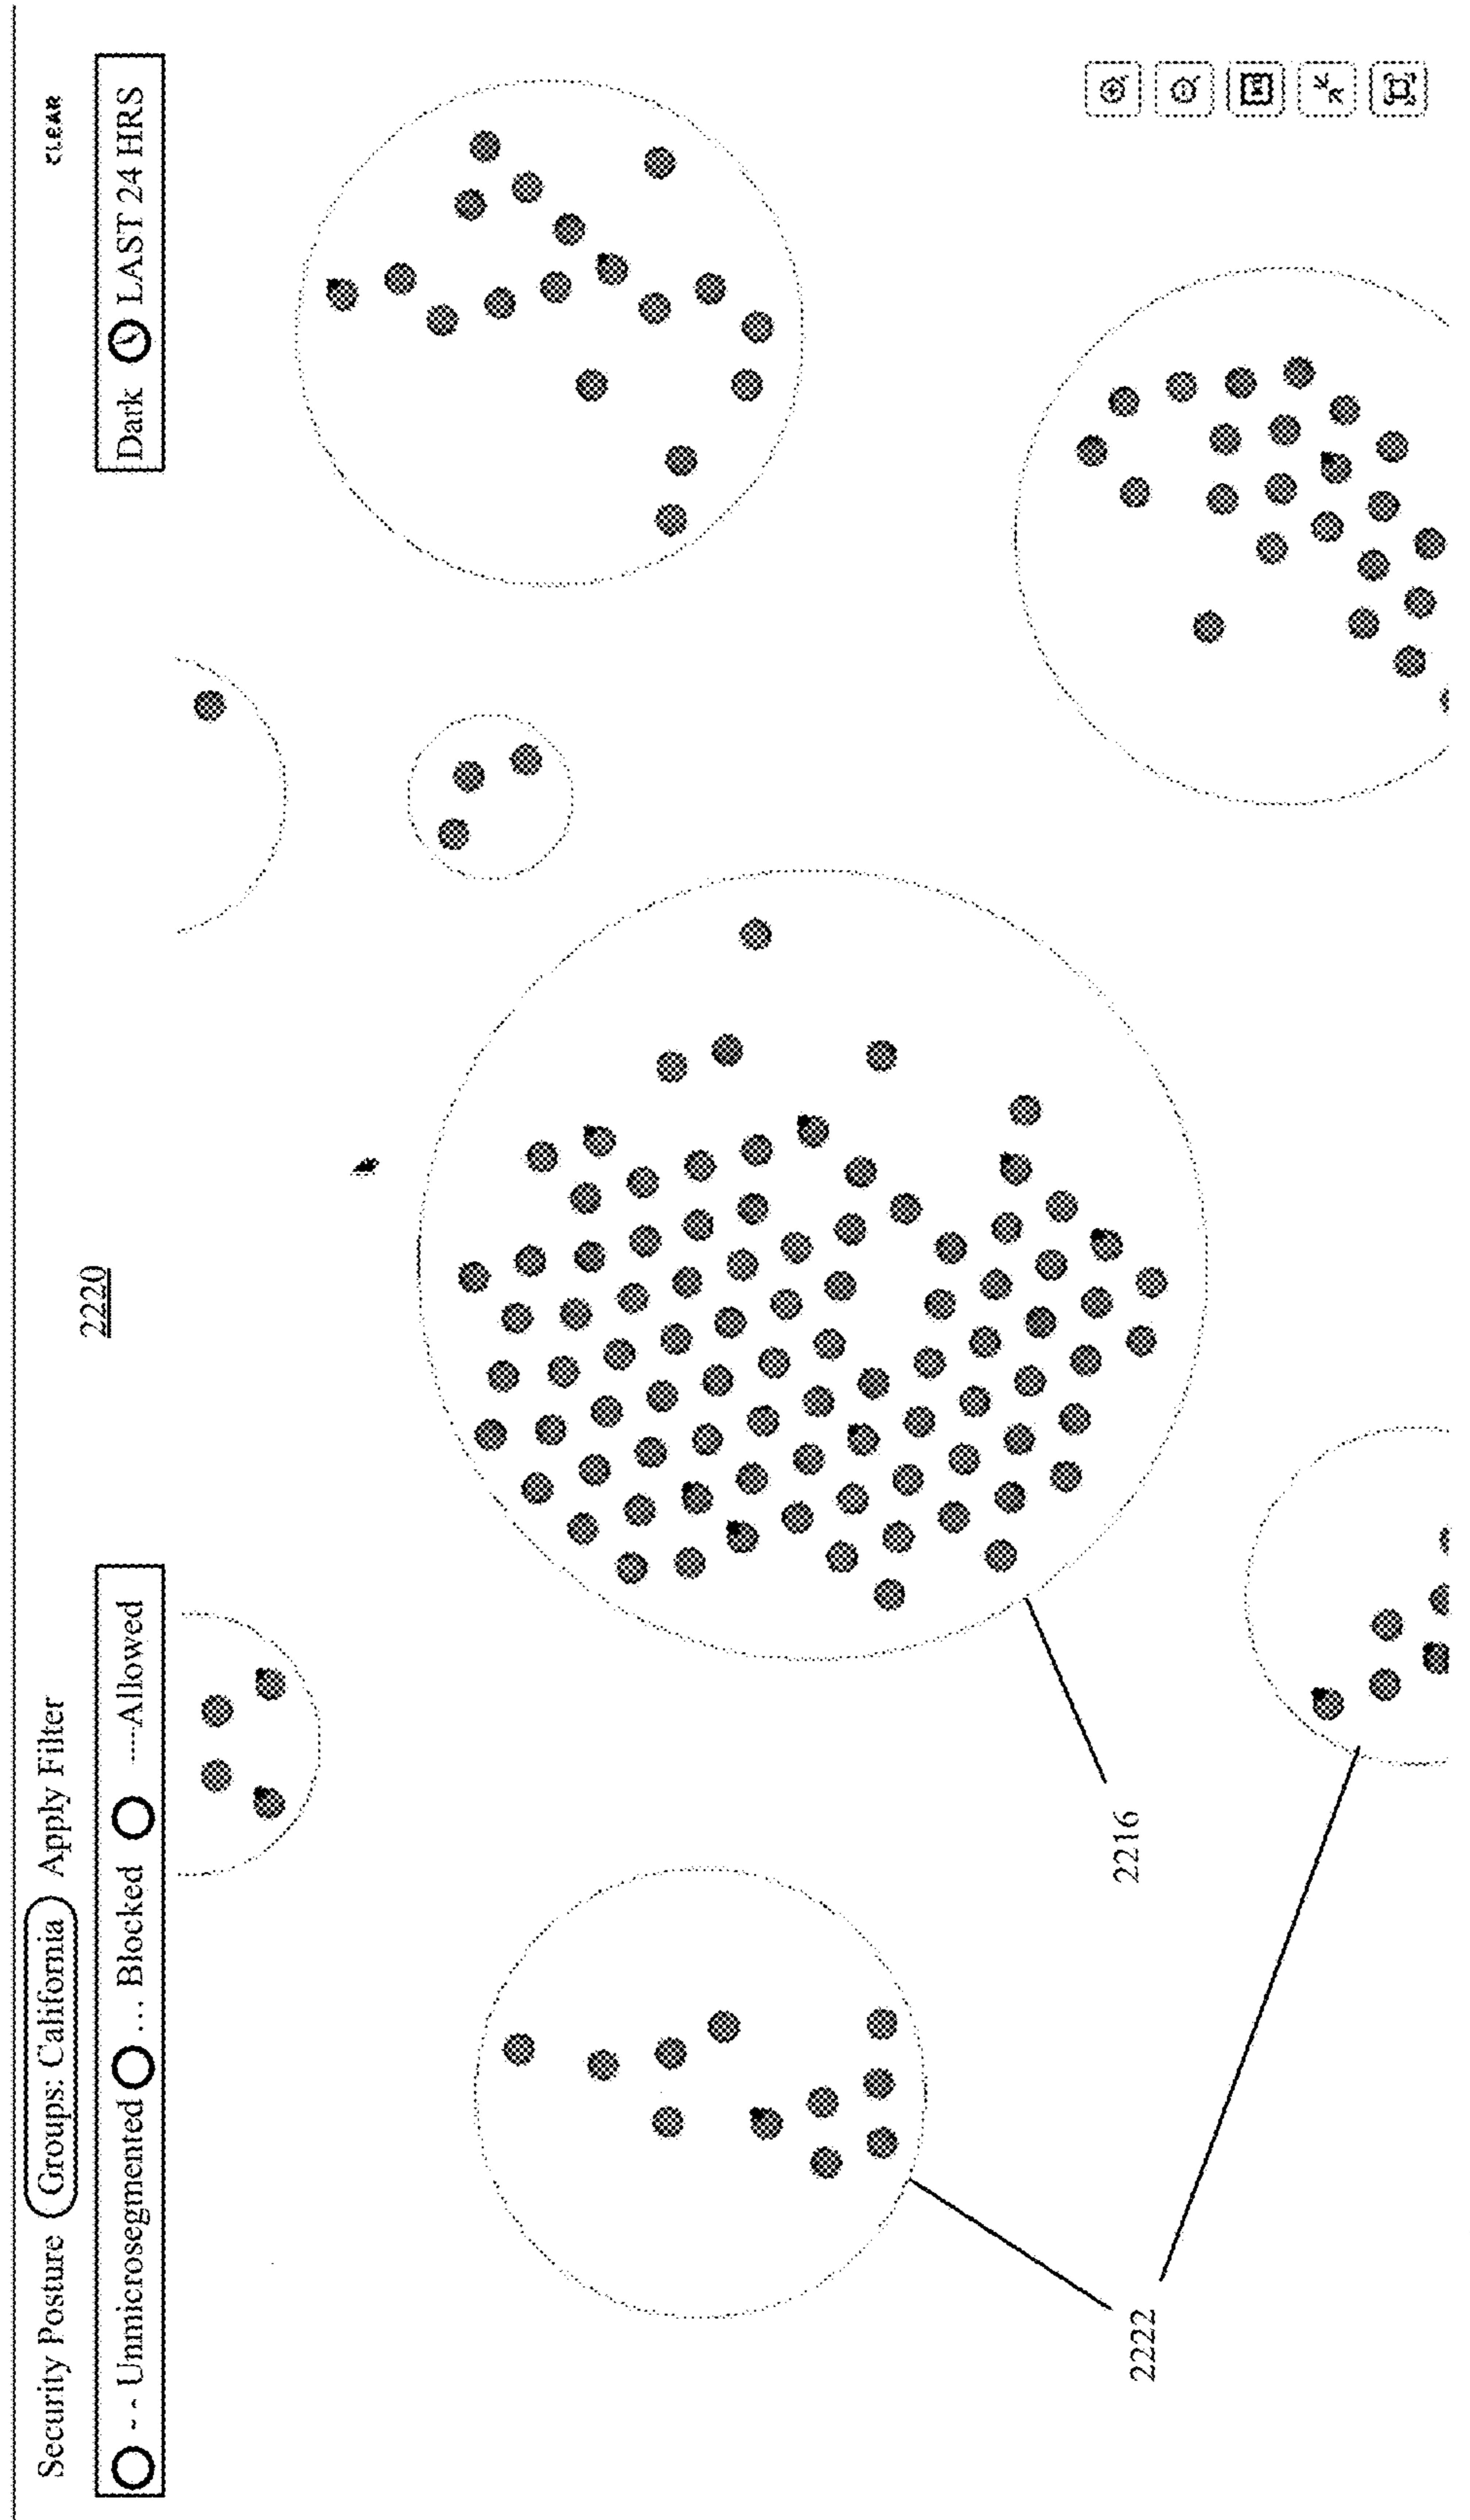 Security Posture Groups: California Apply Filter
CLEAR
- - Unmicrosegmented ... Blocked ----Allowed
Dark LAST 24 HRS
2220
2216
2222